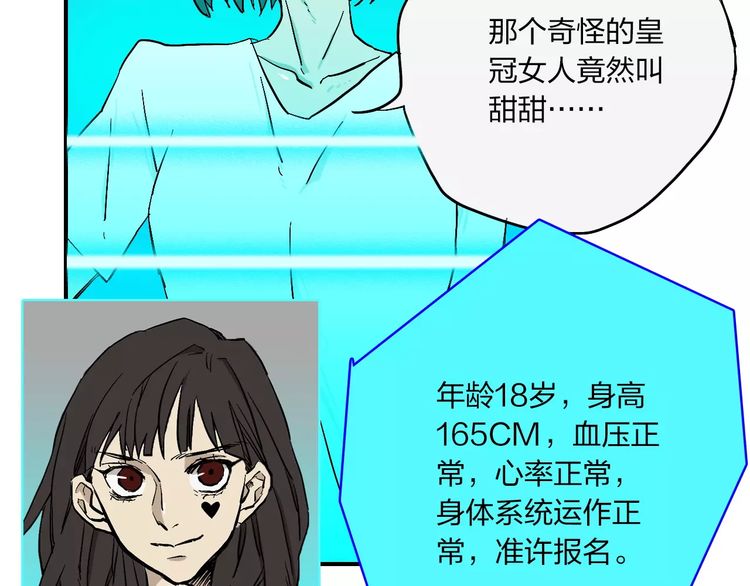 那个奇怪的皇
冠女人竟然叫
甜甜……
年龄18岁，身高
165CM，血压正
常，心率正常，
身体系统运作正
常，准许报名。